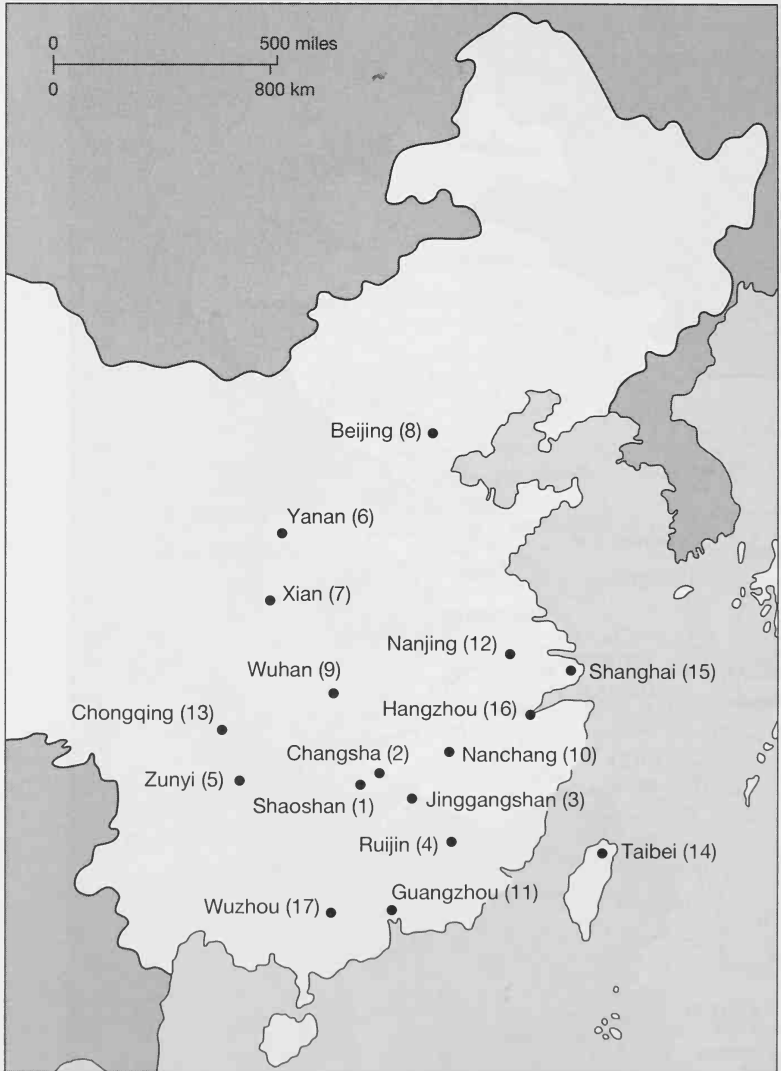 0 500 miles
0 800 km
Beijing (8)
Yanan (6)
Xian (7)
Nanjing (12)
Shanghai (15)
Wuhan (9)
Hangzhou (16)
Chongqing (13)
Changsha (2)
Nanchang (10)
Zunyi (5)
Shaoshan (1)
Jinggangshan (3)
Ruijin (4)
Taibei (14)
Guangzhou (11)
Wuzhou (17)